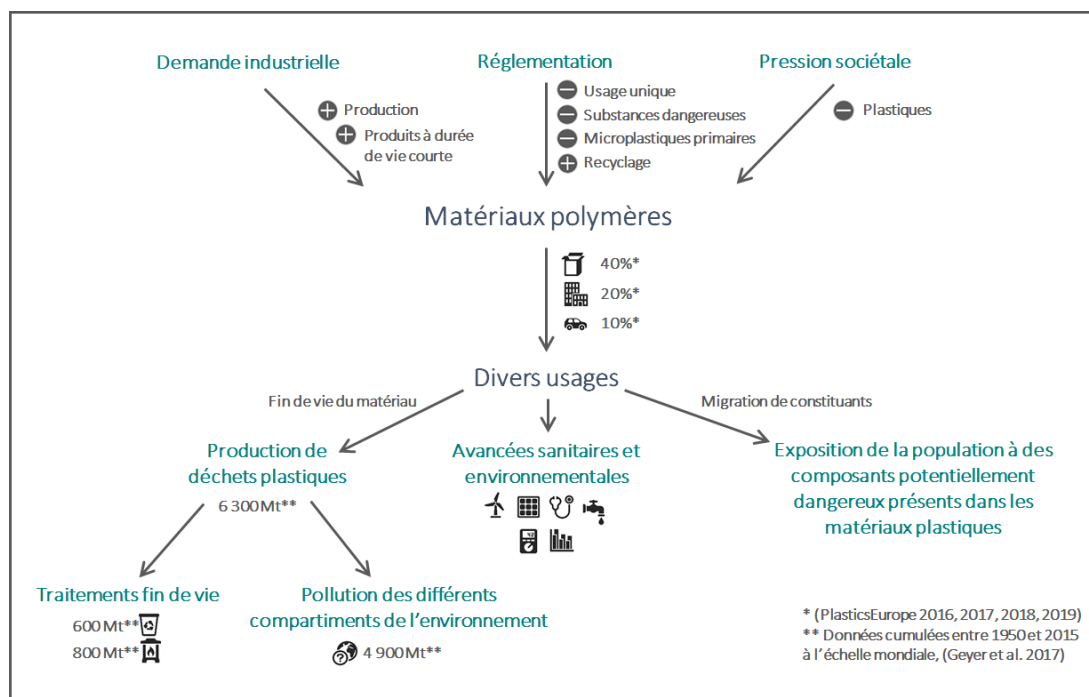 Demande industrielle
Réglementation
Pression sociétale
Production
Produits à durée
de vie courte
Usage unique
Substances dangereuses
Microplastiques primaires
Recyclage
Plastiques
Matériaux polymères
40%*
20%*
10%*
Divers usages
Fin de vie du matériau
Migration de constituants
Production de
déchets plastiques
6 300 Mt**
Avancées sanitaires et
environnementales
Exposition de la population à des
composants potentiellement
dangereux présents dans les
matériaux plastiques
Traitements fin de vie
600 Mt**
800 Mt**
Pollution des différents
compartiments de l'environnement
4 900 Mt**
* (PlasticsEurope 2016, 2017, 2018, 2019)
** Données cumulées entre 1950 et 2015
à l'échelle mondiale, (Geyer et al. 2017)